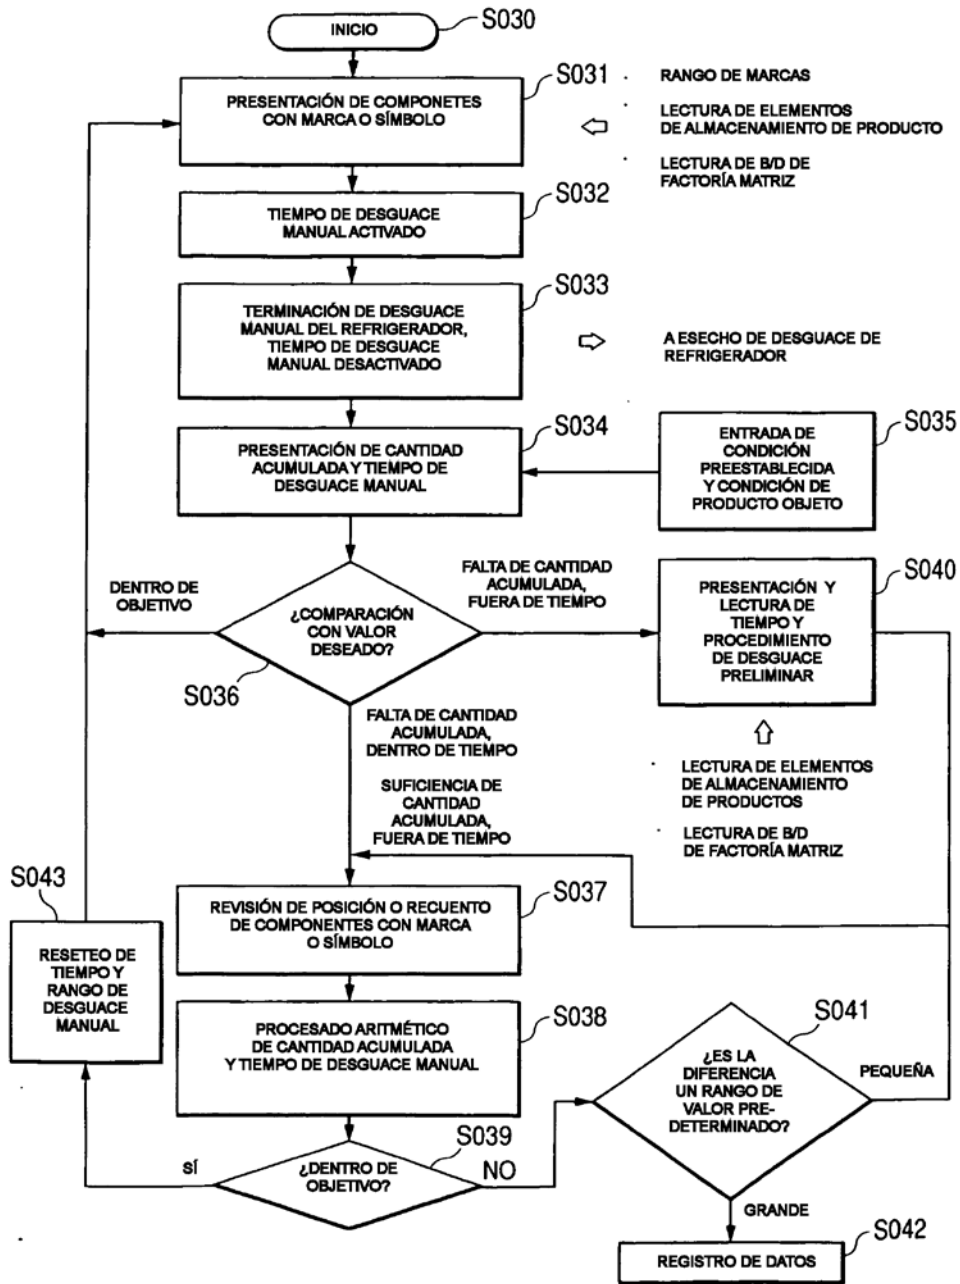 INICIO
S030
PRESENTACIÓN DE COMPONETES
CON MARCA O SÍMBOLO
S031
RANGO DE MARCAS
LECTURA DE ELEMENTOS
DE ALMACENAMIENTO DE PRODUCTO
LECTURA DE B/D DE
FACTORÍA MATRIZ
TIEMPO DE DESGUACE
MANUAL ACTIVADO
S032
TERMINACIÓN DE DESGUACE
MANUAL DEL REFRIGERADOR,
TIEMPO DE DESGUACE
MANUAL DESACTIVADO
S033
A ESECHO DE DESGUACE DE
REFRIGERADOR
PRESENTACIÓN DE CANTIDAD
ACUMULADA Y TIEMPO DE
DESGUACE MANUAL
S034
ENTRADA DE
CONDICIÓN
PREESTABLECIDA
Y CONDICIÓN DE
PRODUCTO OBJETO
S035
DENTRO DE
OBJETIVO
¿COMPARACIÓN
CON VALOR
DESEADO?
S036
FALTA DE CANTIDAD
ACUMULADA,
FUERA DE TIEMPO
PRESENTACIÓN Y
LECTURA DE
TIEMPO Y
PROCEDIMIENTO
DE DESGUACE
PRELIMINAR
S040
LECTURA DE ELEMENTOS
DE ALMACENAMIENTO
DE PRODUCTOS
LECTURA DE B/D
DE FACTORÍA MATRIZ
FALTA DE CANTIDAD
ACUMULADA,
DENTRO DE TIEMPO
SUFICIENCIA DE
CANTIDAD
ACUMULADA,
FUERA DE TIEMPO
REVISIÓN DE POSICIÓN O RECUENTO
DE COMPONENTES CON MARCA
O SÍMBOLO
S037
S043
RESETEO DE
TIEMPO Y
RANGO DE
DESGUACE
MANUAL
PROCESADO ARITMÉTICO
DE CANTIDAD ACUMULADA
Y TIEMPO DE DESGUACE MANUAL
S038
¿DENTRO DE
OBJETIVO?
S039
SÍ
NO
¿ES LA
DIFERENCIA
UN RANGO DE
VALOR PRE-
DETERMINADO?
S041
PEQUEÑA
GRANDE
REGISTRO DE DATOS
S042